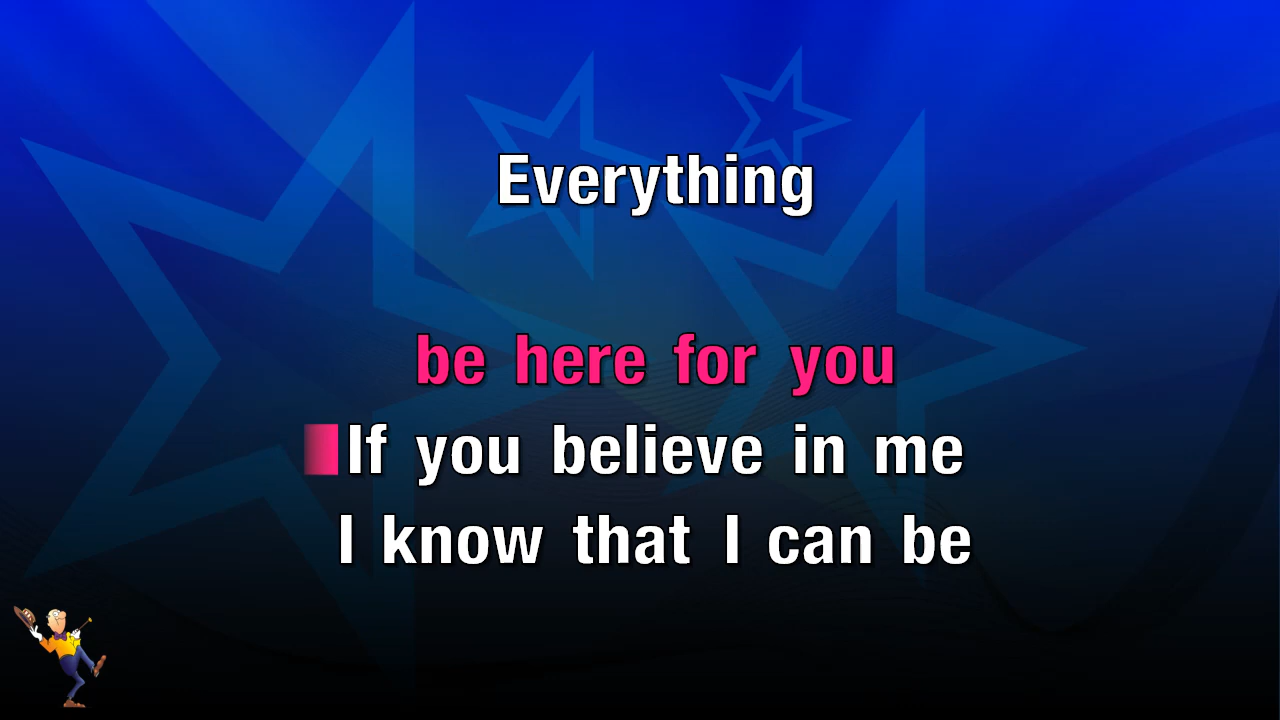 Everything
be here for you
If you believe in me
I know that I can be